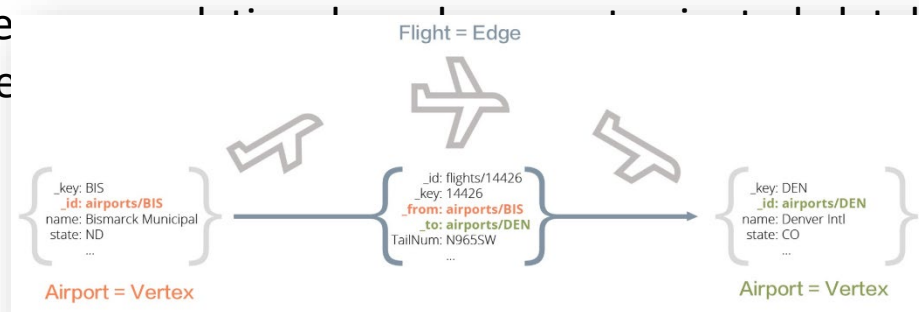 Flight = Edge
_key: BIS
_id: airports/BIS
name: Bismarck Municipal
state: ND
...
Airport = Vertex
_id: flights/14426
_key: 14426
_from: airports/BIS
_to: airports/DEN
TailNum: N965SW
...
_key: DEN
_id: airports/DEN
name: Denver Intl
state: CO
...
Airport = Vertex